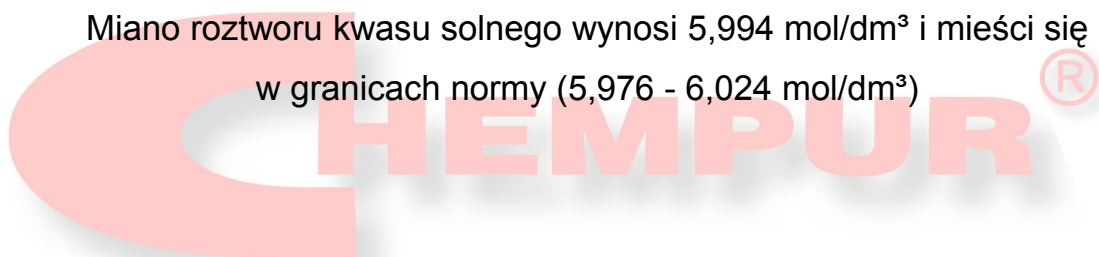 Miano roztworu kwasu solnego wynosi 5,994 mol/dm³ i mieści się
w granicach normy (5,976 - 6,024 mol/dm³)
CHEMPUR®